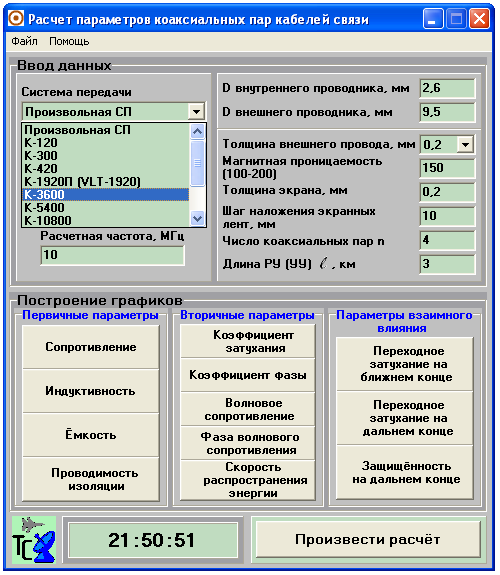 Расчет параметров коаксиальных пар кабелей связи
Файл Помощь
Ввод данных
Система передачи
Произвольная СП
Произвольная СП
К-120
К-300
К-420
К-1920П (VLT-1920)
К-3600
К-5400
К-10800
Расчетная частота, МГц
10
D внутреннего проводника, мм 2,6
D внешнего проводника, мм 9,5
Толщина внешнего провода, мм 0,2
Магнитная проницаемость
(100-200) 150
Толщина экрана, мм 0,2
Шаг наложения экранных
лент, мм 10
Число коаксиальных пар n 4
Длина РУ (УУ) ℓ , км 3
Построение графиков
Первичные параметры
Сопротивление
Индуктивность
Ёмкость
Проводимость
изоляции
Вторичные параметры
Коэффициент
затухания
Коэффициент фазы
Волновое
сопротивление
Фаза волнового
сопротивления
Скорость
распространения
энергии
Параметры взаимного
влияния
Переходное
затухание на
ближнем конце
Переходное
затухание на
дальнем конце
Защищённость
на дальнем конце
ТС
21:50:51
Произвести расчёт